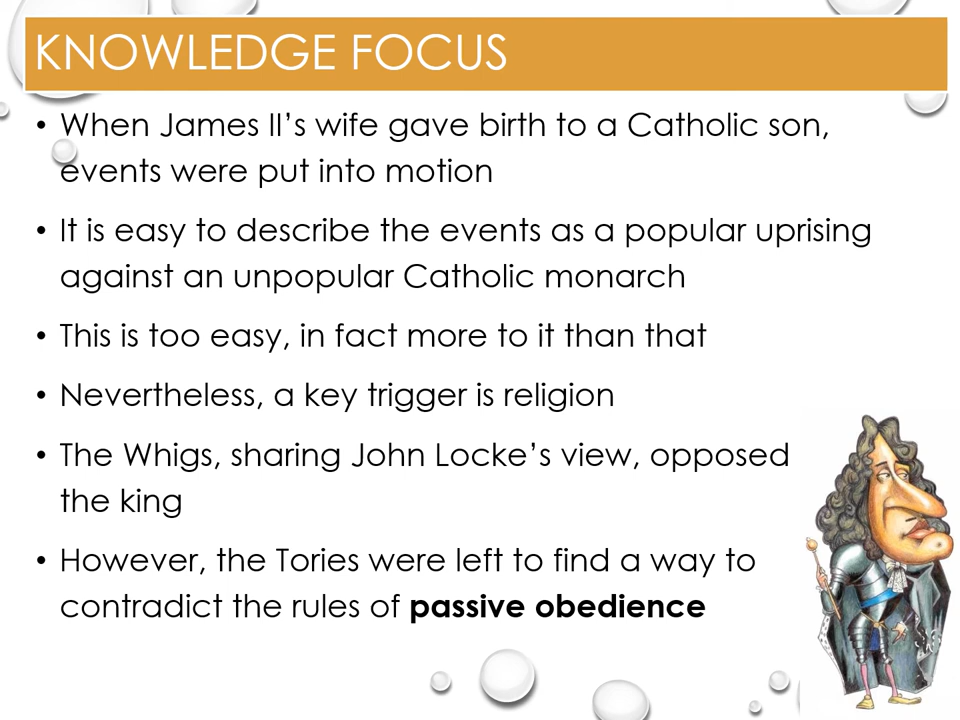 KNOWLEDGE FOCUS
• When James II’s wife gave birth to a Catholic son,
events were put into motion
• It is easy to describe the events as a popular uprising
against an unpopular Catholic monarch
• This is too easy, in fact more to it than that
• Nevertheless, a key trigger is religion
• The Whigs, sharing John Locke’s view, opposed
the king
• However, the Tories were left to find a way to
contradict the rules of passive obedience